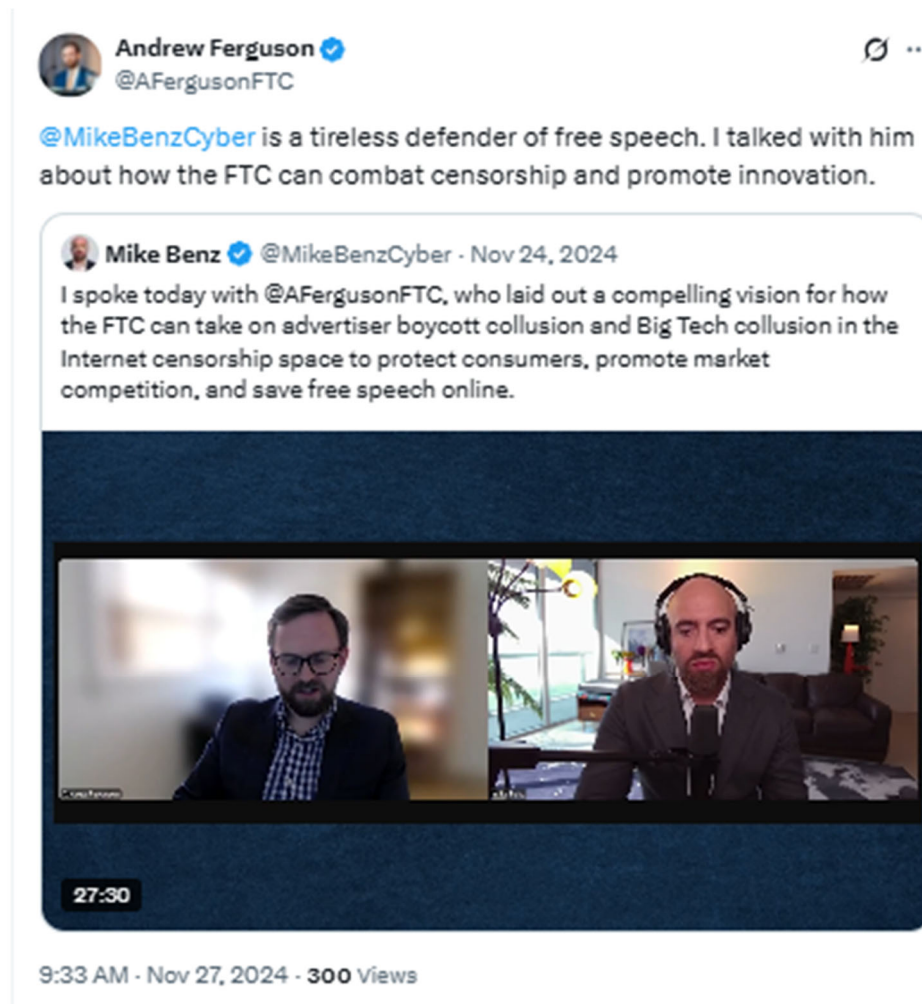 Andrew Ferguson
@AFergusonFTC
@MikeBenzCyber is a tireless defender of free speech. I talked with him
about how the FTC can combat censorship and promote innovation.
Mike Benz @MikeBenzCyber · Nov 24, 2024
I spoke today with @AFergusonFTC, who laid out a compelling vision for how
the FTC can take on advertiser boycott collusion and Big Tech collusion in the
Internet censorship space to protect consumers, promote market
competition, and save free speech online.
27:30
9:33 AM · Nov 27, 2024 · 300 Views